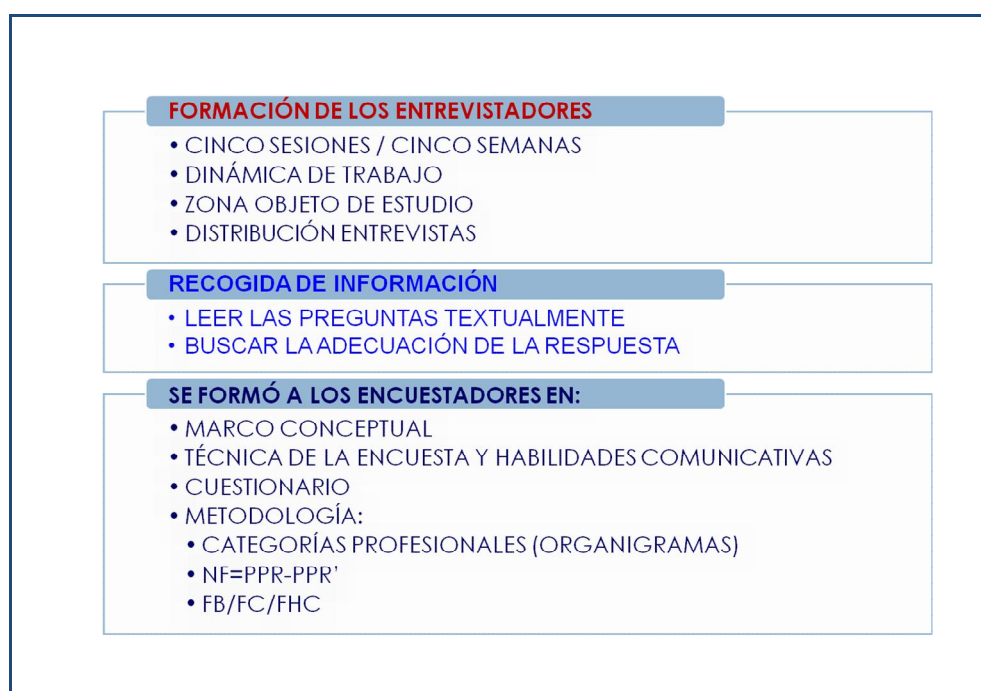 FORMACIÓN DE LOS ENTREVISTADORES
• CINCO SESIONES / CINCO SEMANAS
• DINÁMICA DE TRABAJO
• ZONA OBJETO DE ESTUDIO
• DISTRIBUCIÓN ENTREVISTAS
RECOGIDA DE INFORMACIÓN
• LEER LAS PREGUNTAS TEXTUALMENTE
• BUSCAR LA ADECUACIÓN DE LA RESPUESTA
SE FORMÓ A LOS ENCUESTADORES EN:
• MARCO CONCEPTUAL
• TÉCNICA DE LA ENCUESTA Y HABILIDADES COMUNICATIVAS
• CUESTIONARIO
• METODOLOGÍA:
• CATEGORÍAS PROFESIONALES (ORGANIGRAMAS)
• NF=PPR-PPR’
• FB/FC/FHC